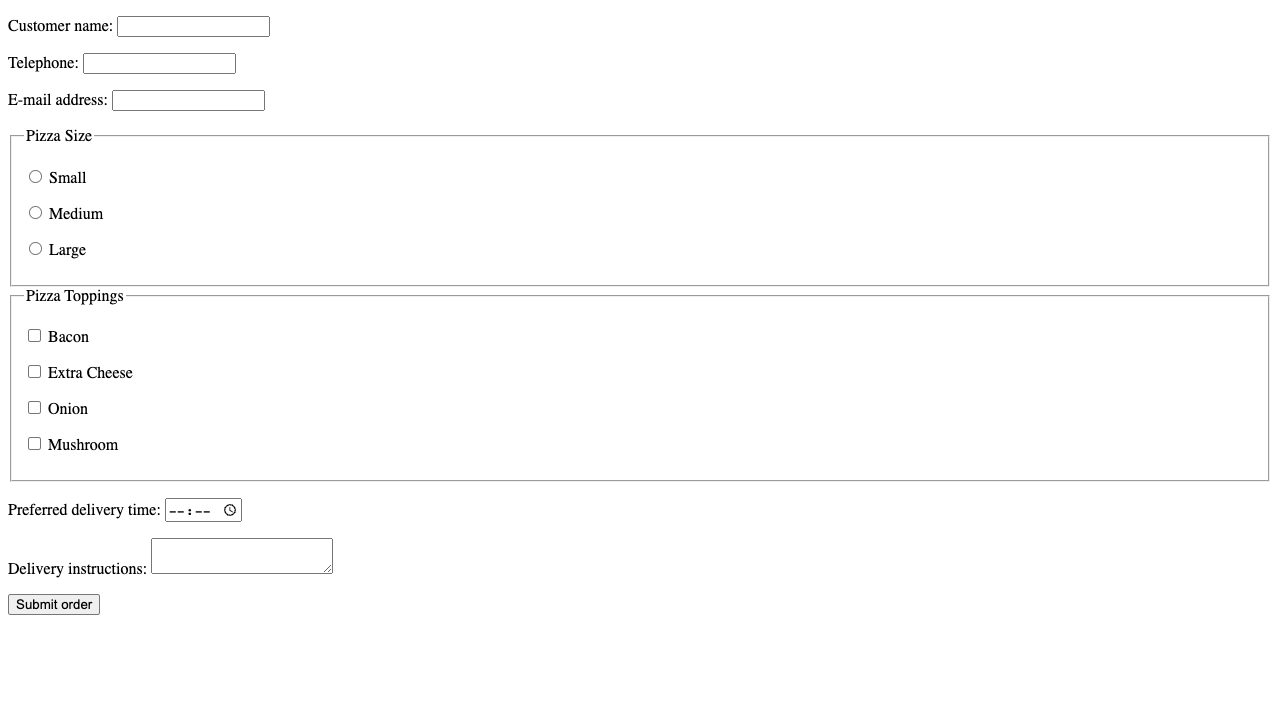 Customer name:
Telephone:
E-mail address:
Pizza Size
Small
Medium
Large
Pizza Toppings
Bacon
Extra Cheese
Onion
Mushroom
Preferred delivery time: --:--
Delivery instructions:
Submit order